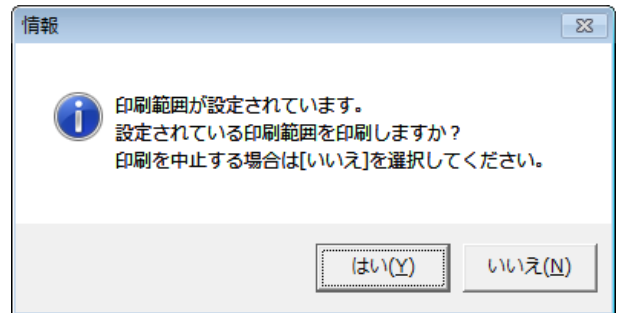 情報
印刷範囲が設定されています。
設定されている印刷範囲を印刷しますか?
印刷を中止する場合は[いいえ]を選択してください。
はい(Y)
いいえ(N)